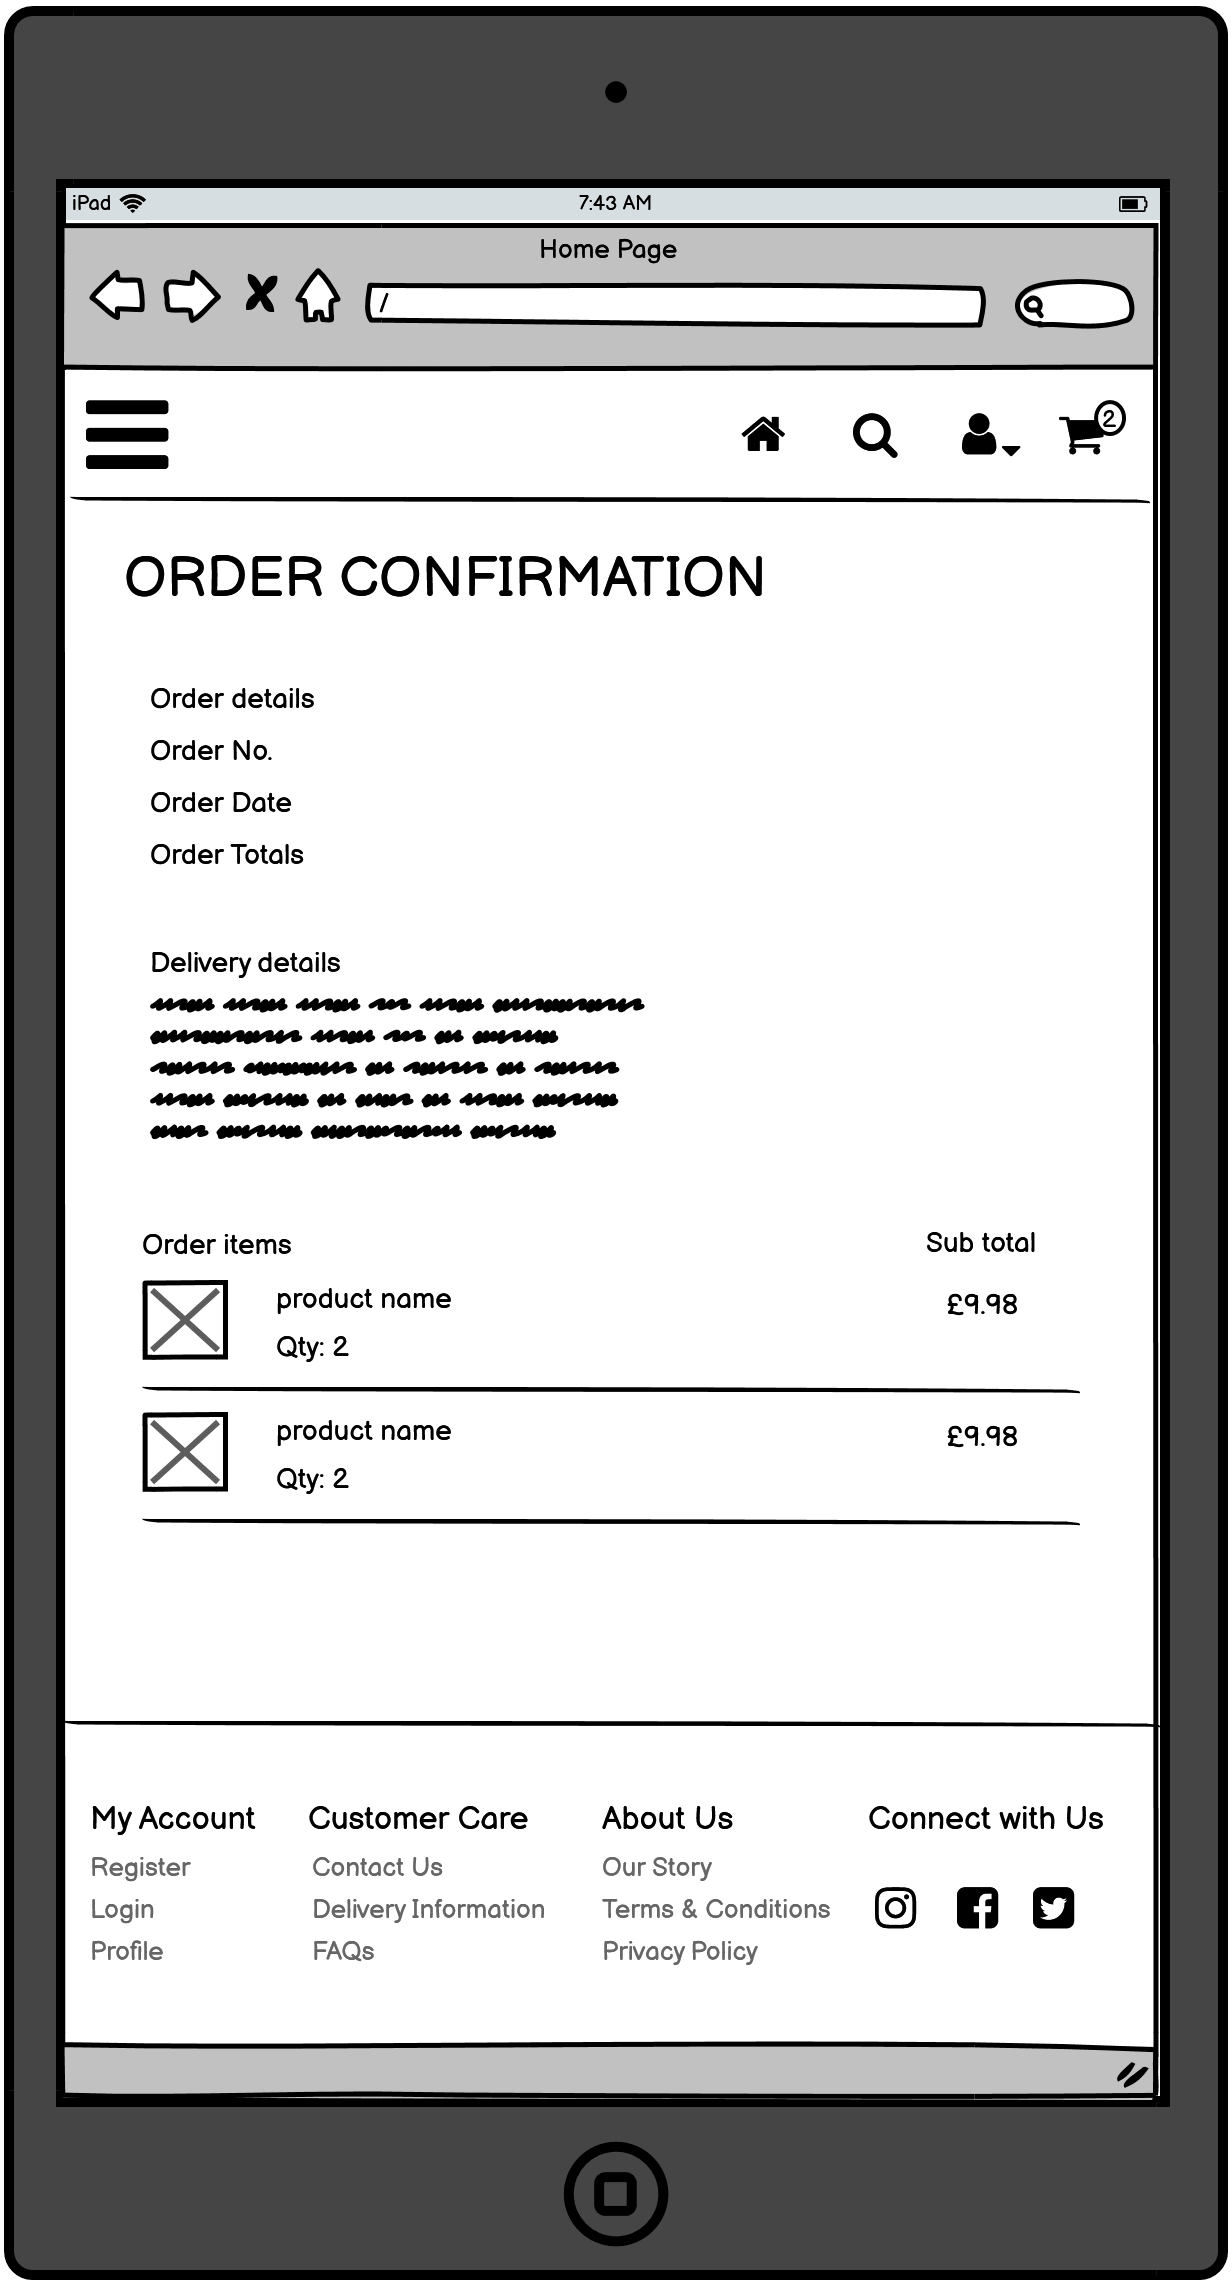 iPad 7:43 AM
Home Page
/
2
ORDER CONFIRMATION
Order details
Order No.
Order Date
Order Totals
Delivery details
Order items Sub total
product name £9.98
Qty: 2
product name £9.98
Qty: 2
My Account Customer Care About Us Connect with Us
Register Contact Us Our Story
Login Delivery Information Terms & Conditions
Profile FAQs Privacy Policy